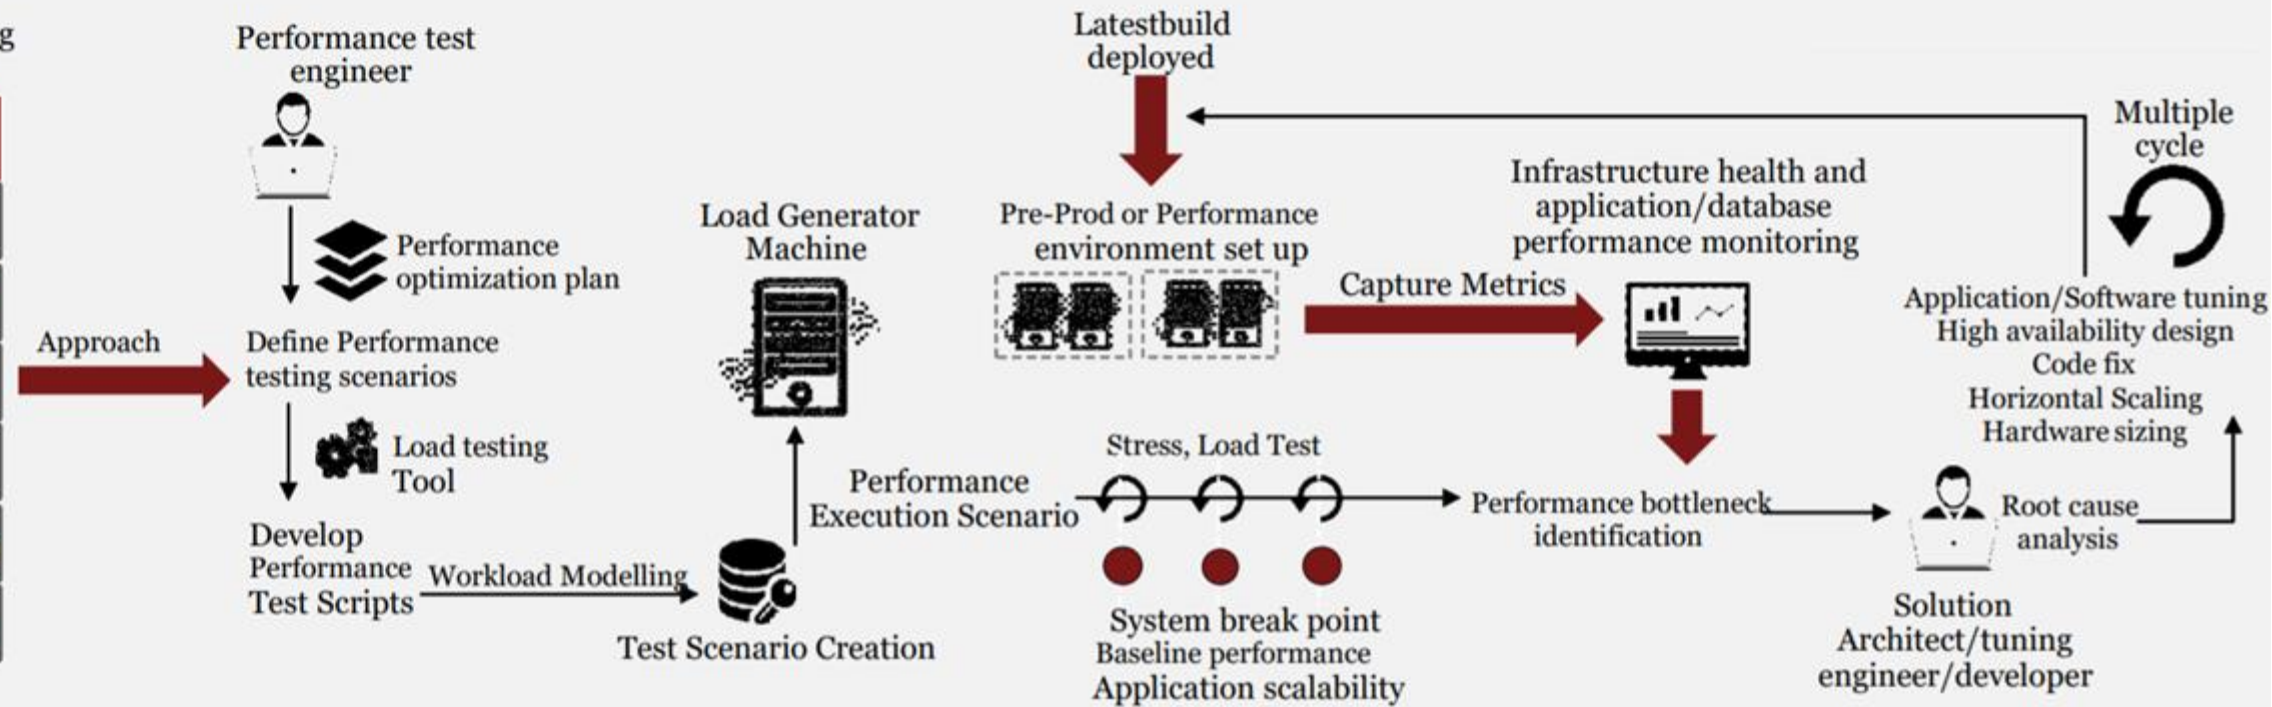 g
Performance test
engineer
Performance
optimization plan
Approach
Define Performance
testing scenarios
Load testing
Tool
Develop
Performance
Test Scripts
Workload Modelling
Test Scenario Creation
Load Generator
Machine
Performance
Execution Scenario
Latestbuild
deployed
Pre-Prod or Performance
environment set up
Capture Metrics
Infrastructure health and
application/database
performance monitoring
Stress, Load Test
System break point
Baseline performance
Application scalability
Performance bottleneck
identification
Solution
Architect/tuning
engineer/developer
Root cause
analysis
Application/Software tuning
High availability design
Code fix
Horizontal Scaling
Hardware sizing
Multiple
cycle